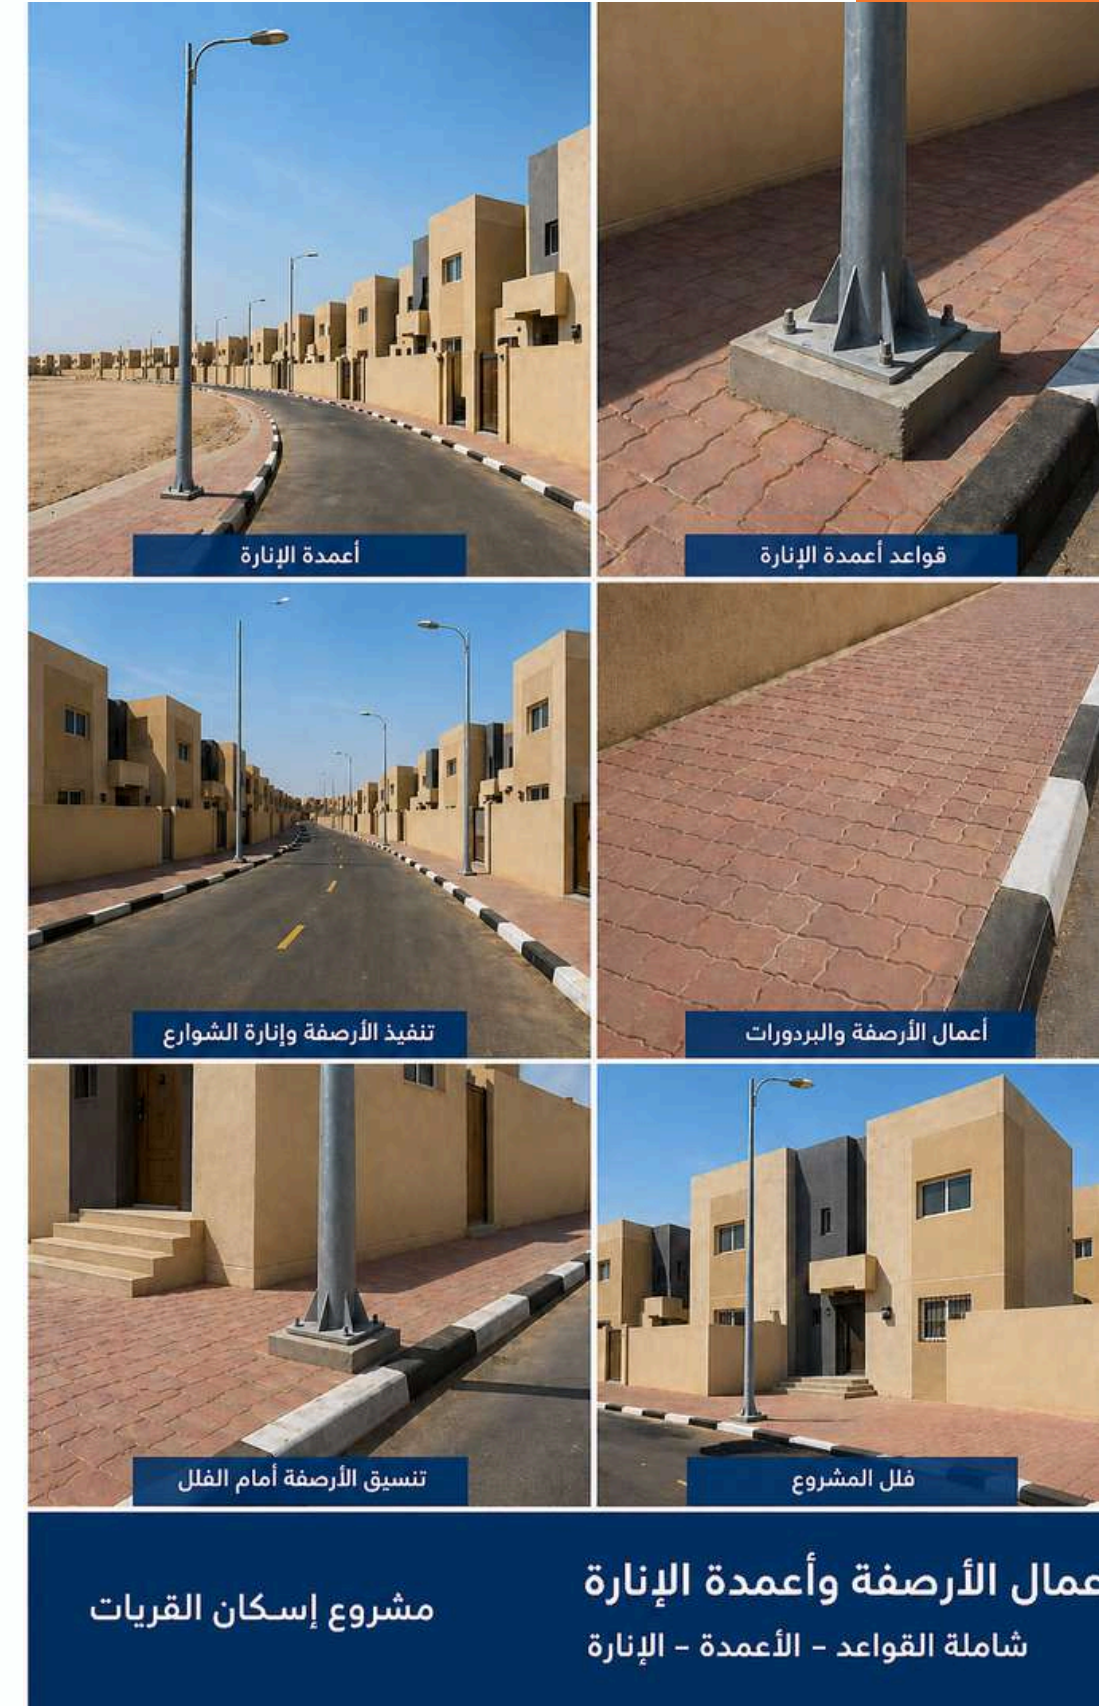 قواعد أعمدة الإنارة
أعمدة الإنارة
أعمال الأرصفة والبردورات
تنفيذ الأرصفة وإنارة الشوارع
فلل المشروع
تنسيق الأرصفة أمام الفلل
عمال الأرصفة وأعمدة الإنارة
شاملة القواعد – الأعمدة – الإنارة
مشروع إسكان القريات